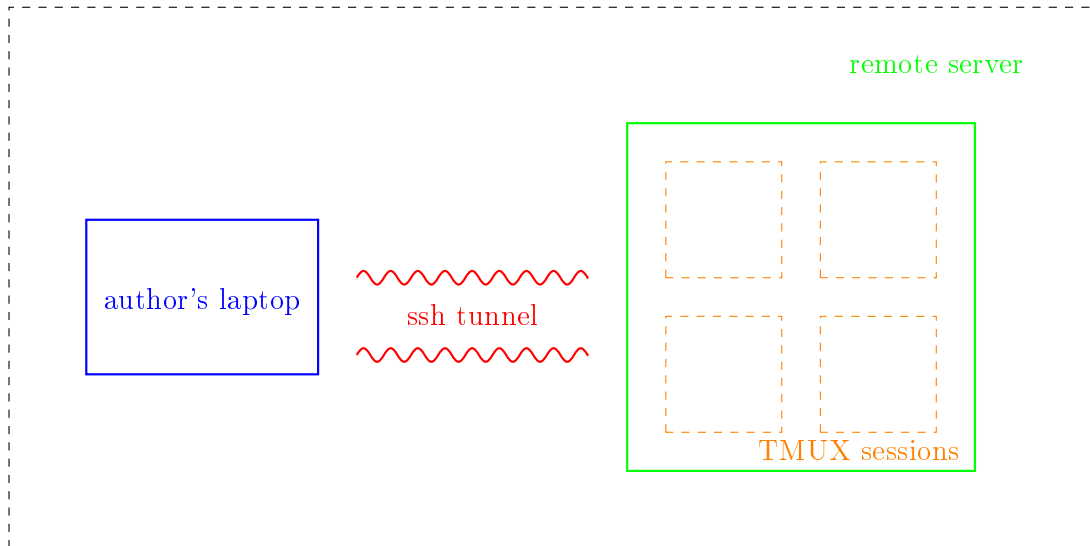 remote server
author's laptop
ssh tunnel
TMUX sessions